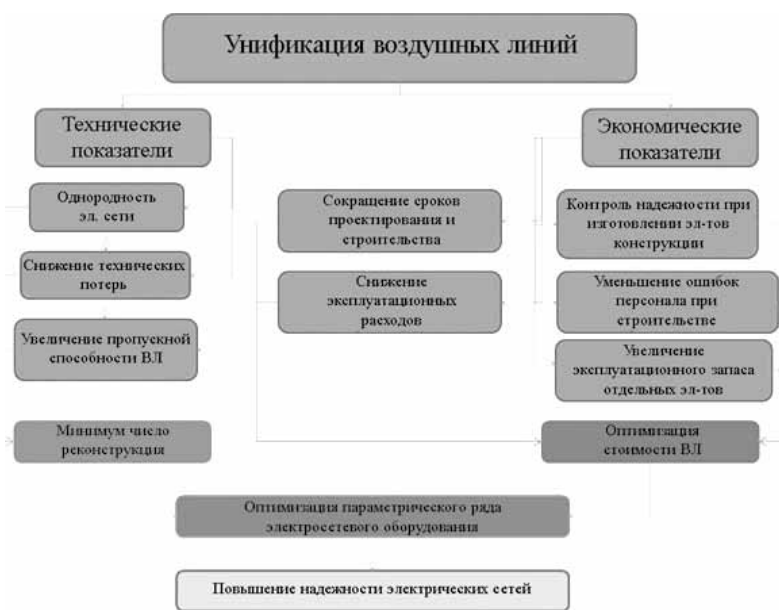 Унификация воздушных линий
Технические
показатели
Экономические
показатели
Однородность
эл. сети
Сокращение сроков
проектирования и
строительства
Контроль надежности при
изготовлении эл-тов
конструкции
Снижение технических
потерь
Снижение
эксплуатационных
расходов
Уменьшение ошибок
персонала при
строительстве
Увеличение пропускной
способности ВЛ
Увеличение
эксплуатационного запаса
отдельных эл-тов
Минимум число
реконструкция
Оптимизация
стоимости ВЛ
Оптимизация параметрического ряда
электросетевого оборудования
Повышение надежности электрических сетей